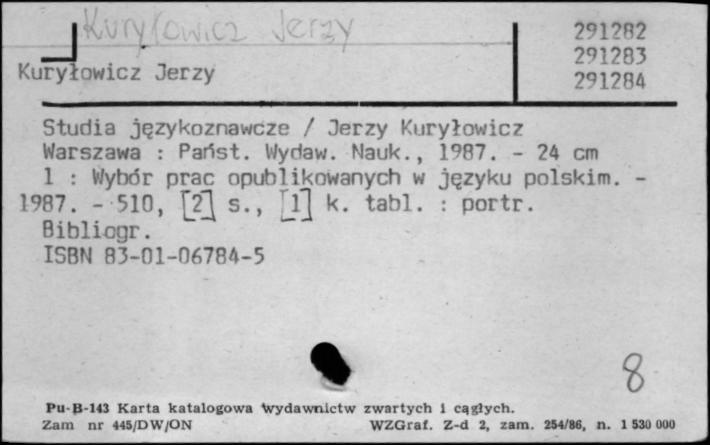 Kuryłowicz Jerzy
291282
291283
291284
Kuryłowicz Jerzy
Studia językoznawcze / Jerzy Kuryłowicz
Warszawa : Państ. Wydaw. Nauk., 1987. - 24 cm
1 : Wybór prac opublikowanych w języku polskim. -
1987. - 510, [2] s., [1] k. tabl. : portr.
Bibliogr.
ISBN 83-01-06784-5
8
Pu-B-143 Karta katalogowa wydawnictw zwartych i ciągłych.
Zam nr 445/DW/ON WZGraf. Z-d 2, zam. 254/86, n. 1 530 000